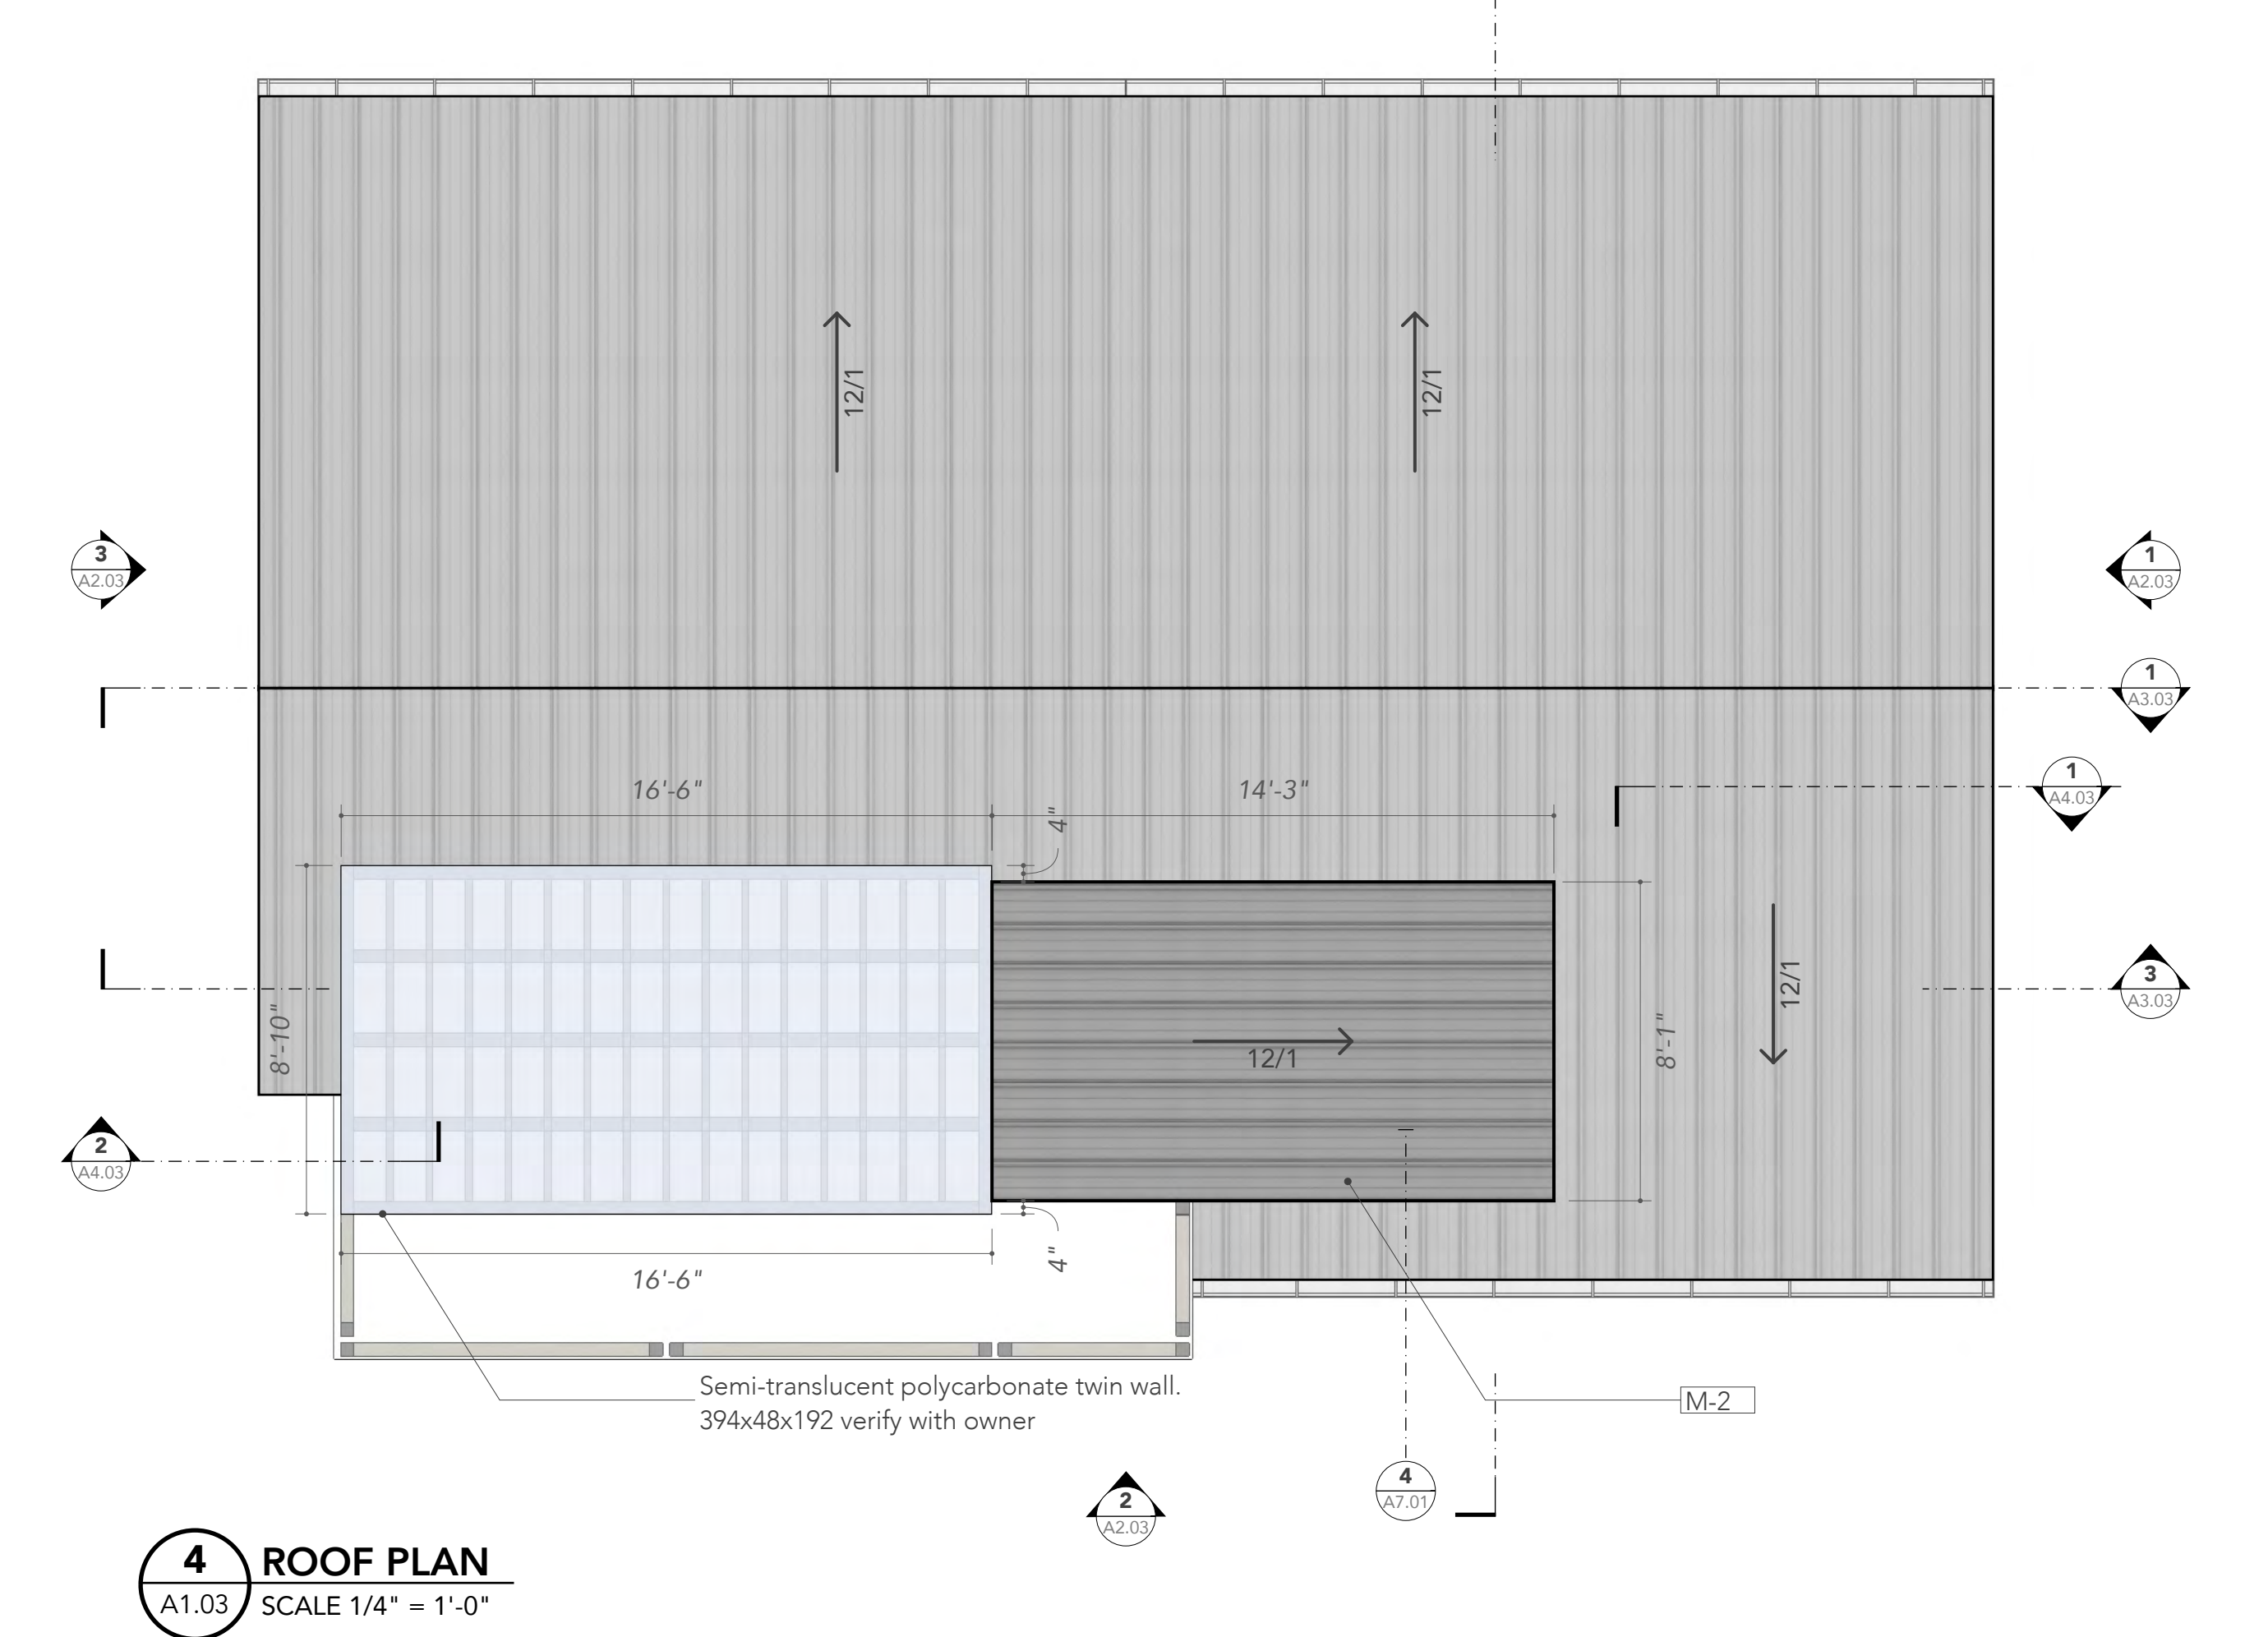 12/1
12/1
3
A2.03
1
A2.03
1
A3.03
1
A4.03
16'-6"
14'-3"
4"
8'-10"
12/1
8'-1"
12/1
3
A3.03
2
A4.03
4"
16'-6"
Semi-translucent polycarbonate twin wall.
394x48x192 verify with owner
M-2
4
A7.01
2
A2.03
4
A1.03
ROOF PLAN
SCALE 1/4" = 1'-0"